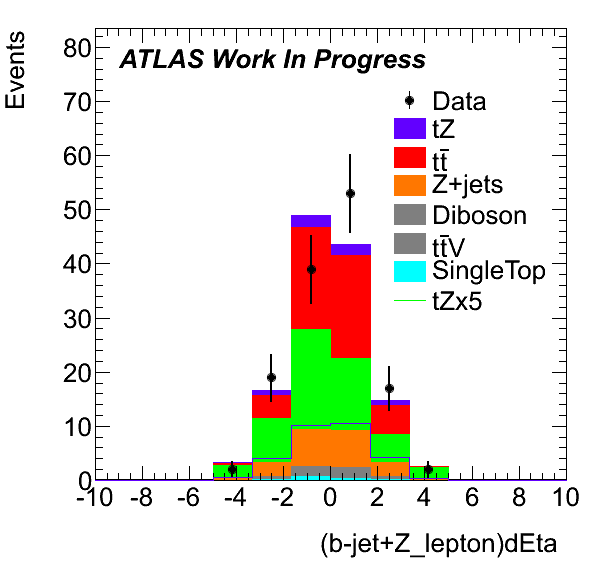 Events
ATLAS Work In Progress
80
70
60
50
40
30
20
10
0
Data
tZ
tt̄
Z+jets
Diboson
tt̄V
SingleTop
tZx5
-10 -8 -6 -4 -2 0 2 4 6 8 10
(b-jet+Z_lepton)dEta